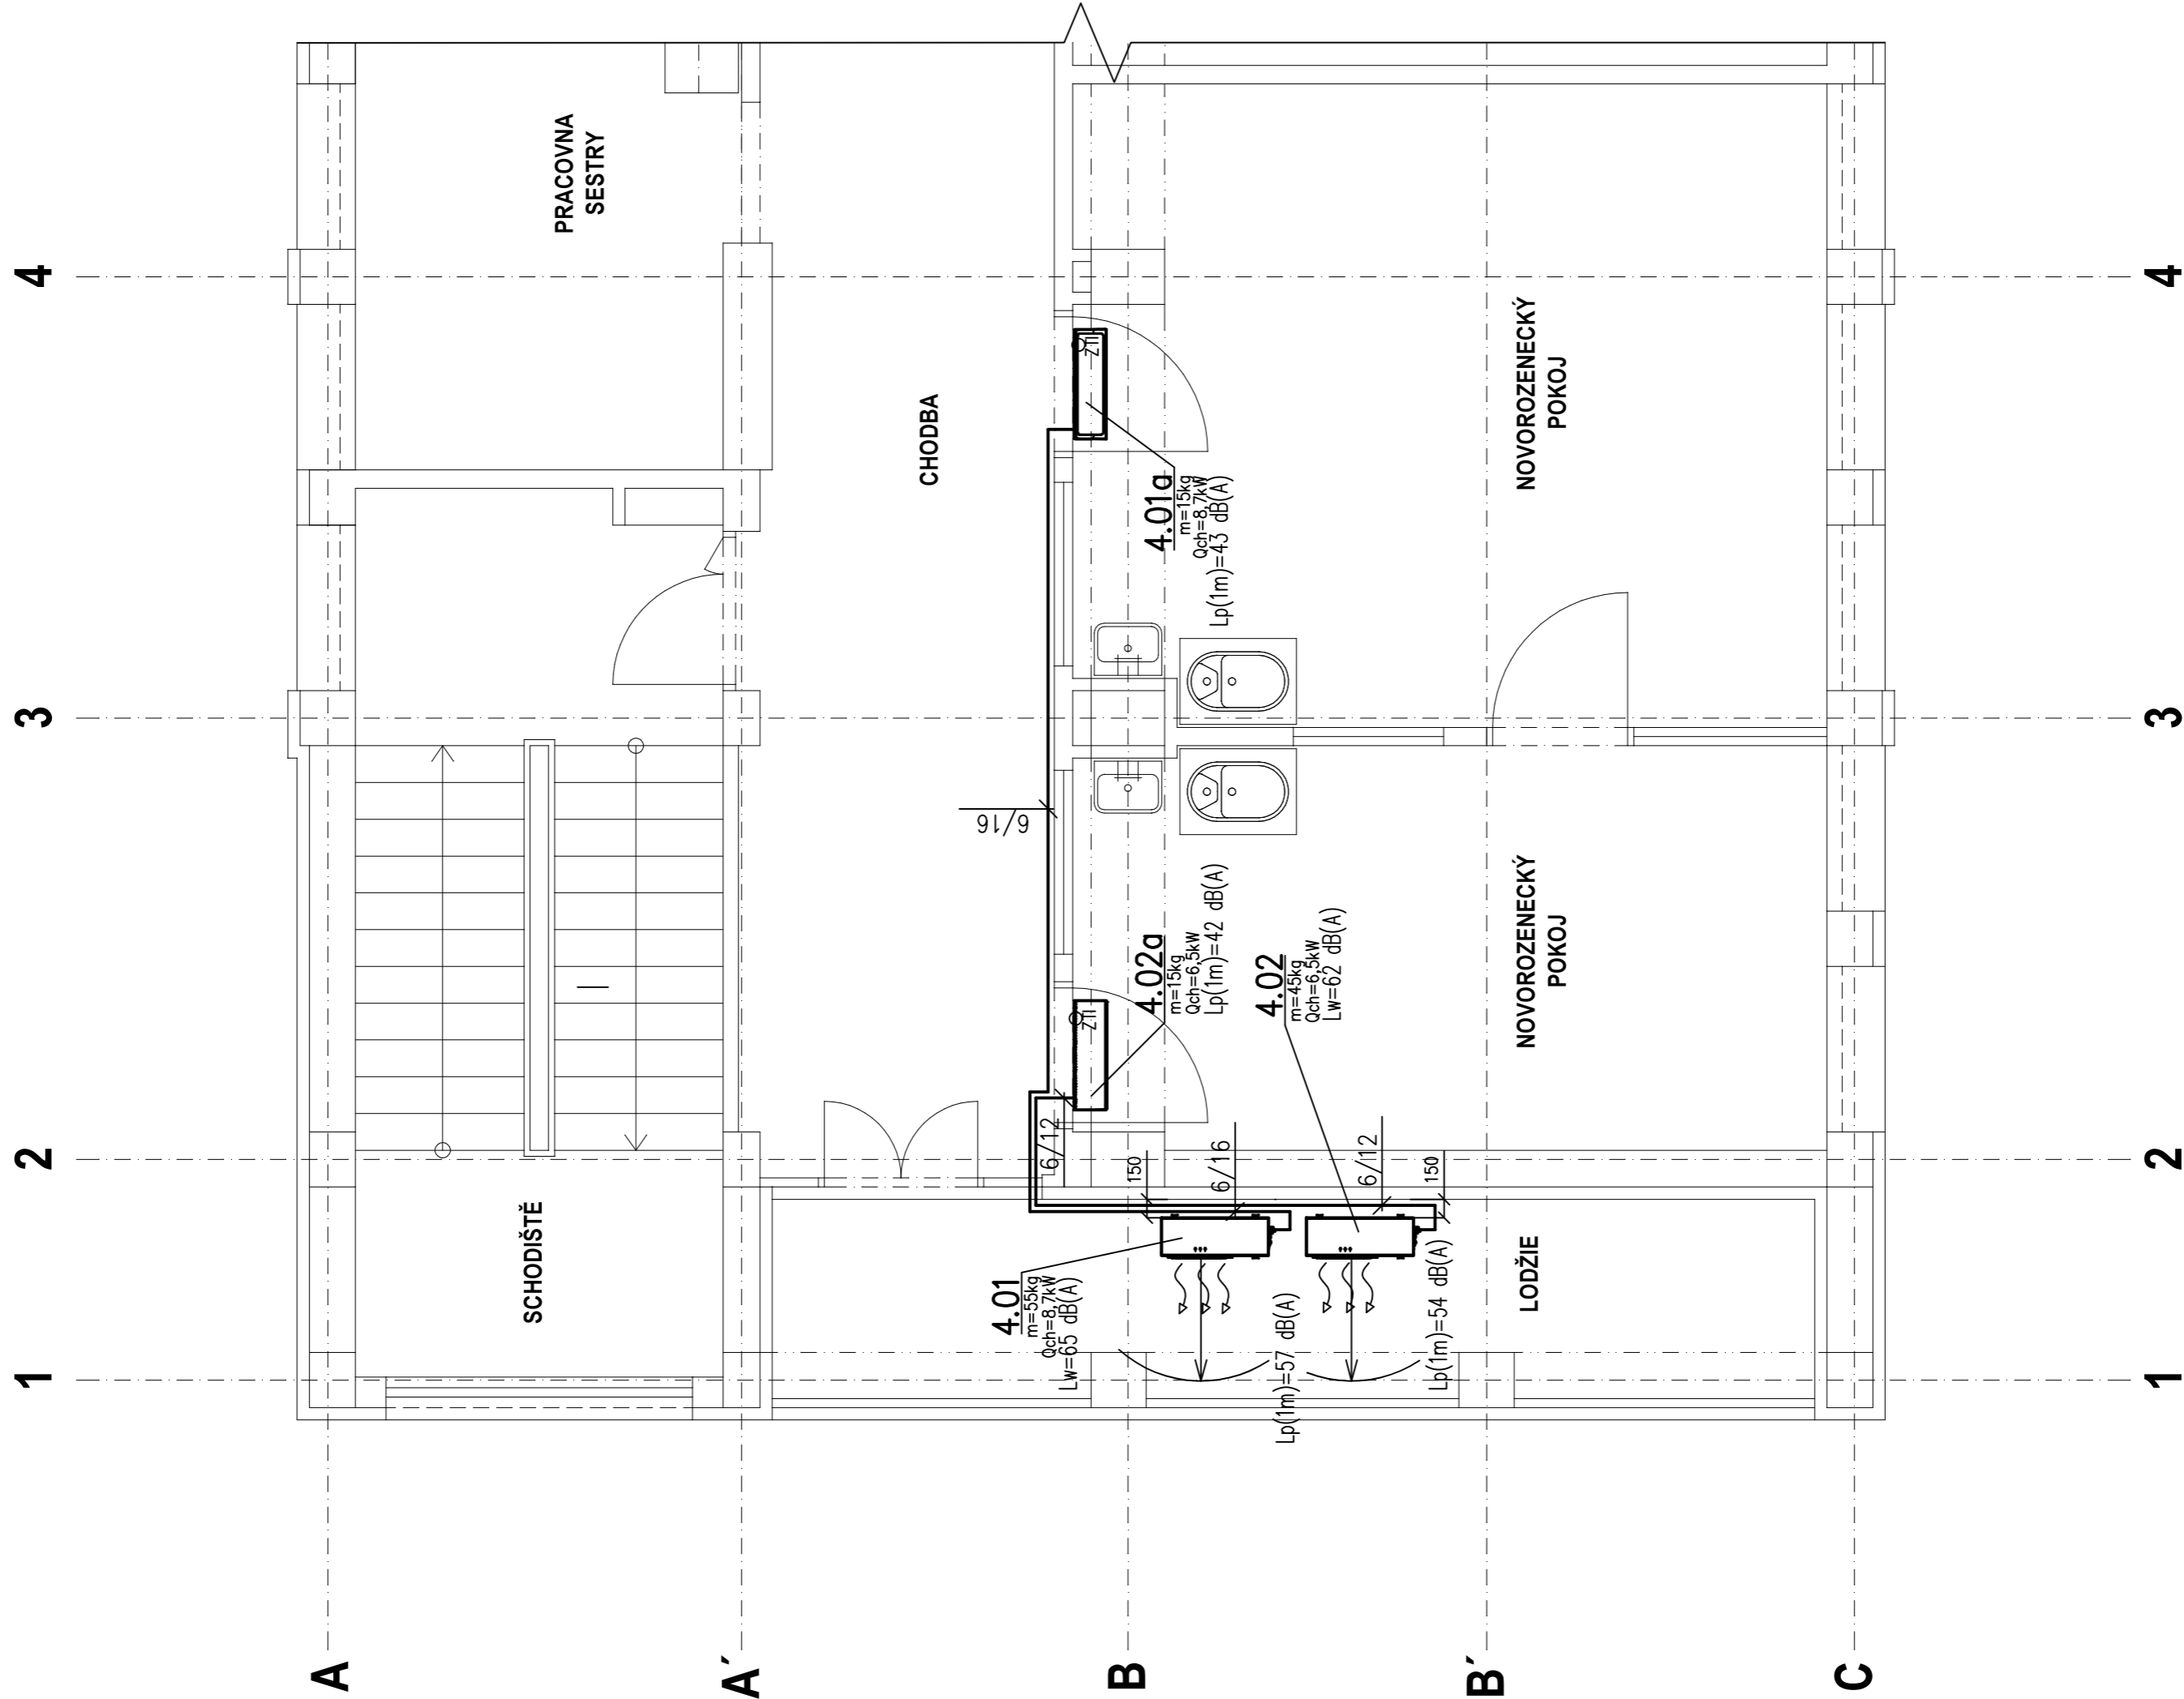 4
3
2
1
4
3
2
1
A
A´
B
B´
C
PRACOVNA
SESTRY
CHODBA
NOVOROZENECKÝ
POKOJ
NOVOROZENECKÝ
POKOJ
SCHODIŠTĚ
LODŽIE
ZTI
4.01a
m=15kg
Qch=8,7kW
Lp(1m)=43 dB(A)
6/16
ZTI
4.02a
m=15kg
Qch=6,5kW
Lp(1m)=42 dB(A)
4.02
m=45kg
Qch=6,5kW
Lw=62 dB(A)
6/12
150
6/16
6/12
150
4.01
m=55kg
Qch=8,7kW
Lw=65 dB(A)
Lp(1m)=57 dB(A)
Lp(1m)=54 dB(A)